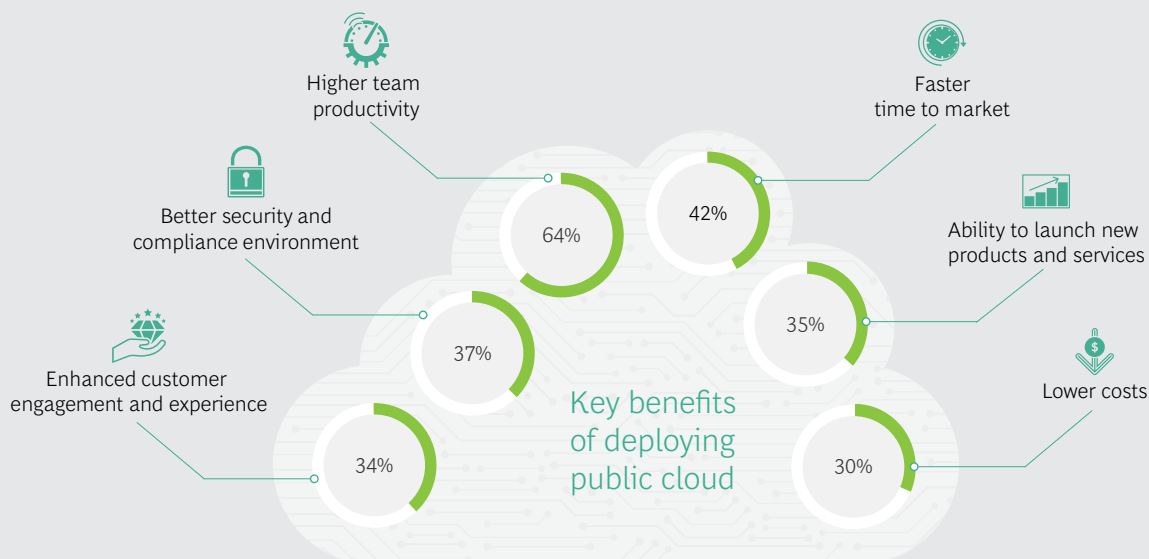 Higher team
productivity
64%
Faster
time to market
42%
Better security and
compliance environment
37%
Ability to launch new
products and services
35%
Enhanced customer
engagement and experience
34%
Lower costs
$
30%
Key benefits
of deploying
public cloud